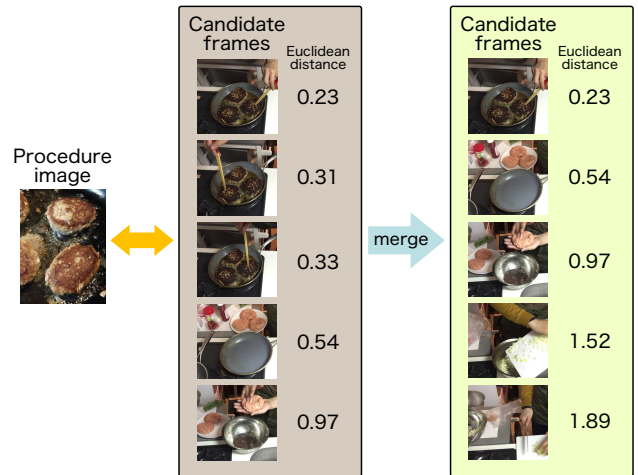 Procedure
image
Candidate
frames
Euclidean
distance
0.23
0.31
0.33
0.54
0.97
merge
Candidate
frames
Euclidean
distance
0.23
0.54
0.97
1.52
1.89